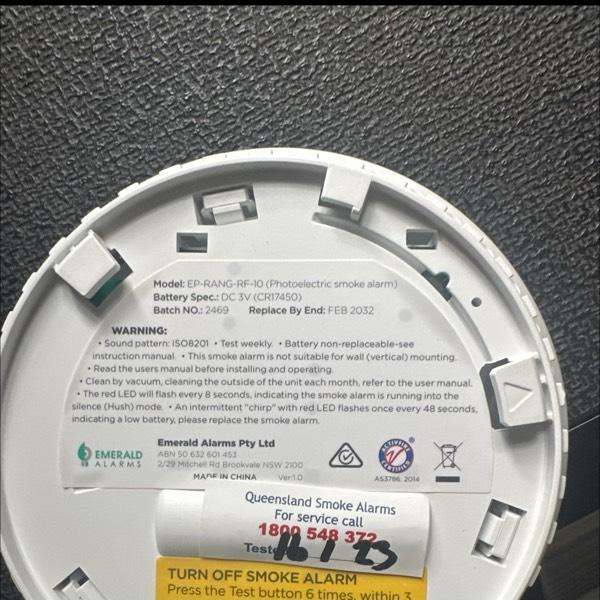 Model: EP-RANG-RF-10 (Photoelectric smoke alarm)
Battery Spec.: DC 3V (CR17450)
Batch NO.: 2469 Replace By End: FEB 2032
WARNING:
• Sound pattern: ISO8201 • Test weekly. • Battery non-replaceable-see
instruction manual. • This smoke alarm is not suitable for wall (vertical) mounting.
• Read the users manual before installing and operating.
• Clean by vacuum, cleaning the outside of the unit each month, refer to the user manual.
• The red LED will flash every 8 seconds, indicating the smoke alarm is running into the
silence (Hush) mode. • An intermittent "chirp" with red LED flashes once every 48 seconds,
indicating a low battery, please replace the smoke alarm.
EMERALD
ALARMS
Emerald Alarms Pty Ltd
ABN 50 632 601 453
2/29 Mitchell Rd Brookvale NSW 2100
MADE IN CHINA Ver:1.0
ACTIVFIRE
CERTIFIED
AS3786: 2014
Queensland Smoke Alarms
For service call
1800 548 372
16 / 23
TURN OFF SMOKE ALARM
Press the Test button 6 times, within 3